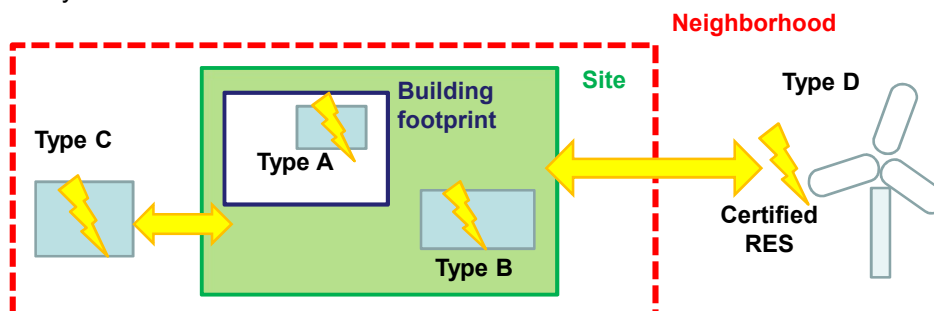 Neighborhood
Site
Type D
Building
footprint
Type C
Type A
Certified
RES
Type B